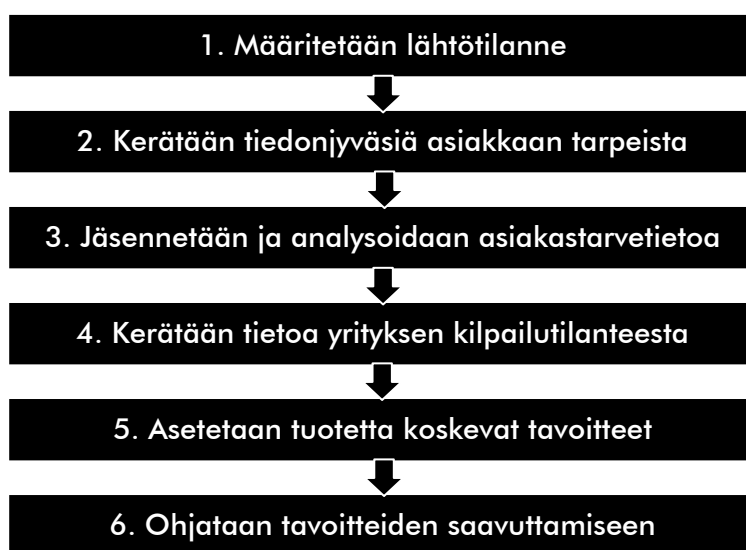 1. Määritetään lähtötilanne
2. Kerätään tiedonjyväsiä asiakkaan tarpeista
3. Jäsennetään ja analysoidaan asiakastarvetietoa
4. Kerätään tietoa yrityksen kilpailutilanteesta
5. Asetetaan tuotetta koskevat tavoitteet
6. Ohjataan tavoitteiden saavuttamiseen